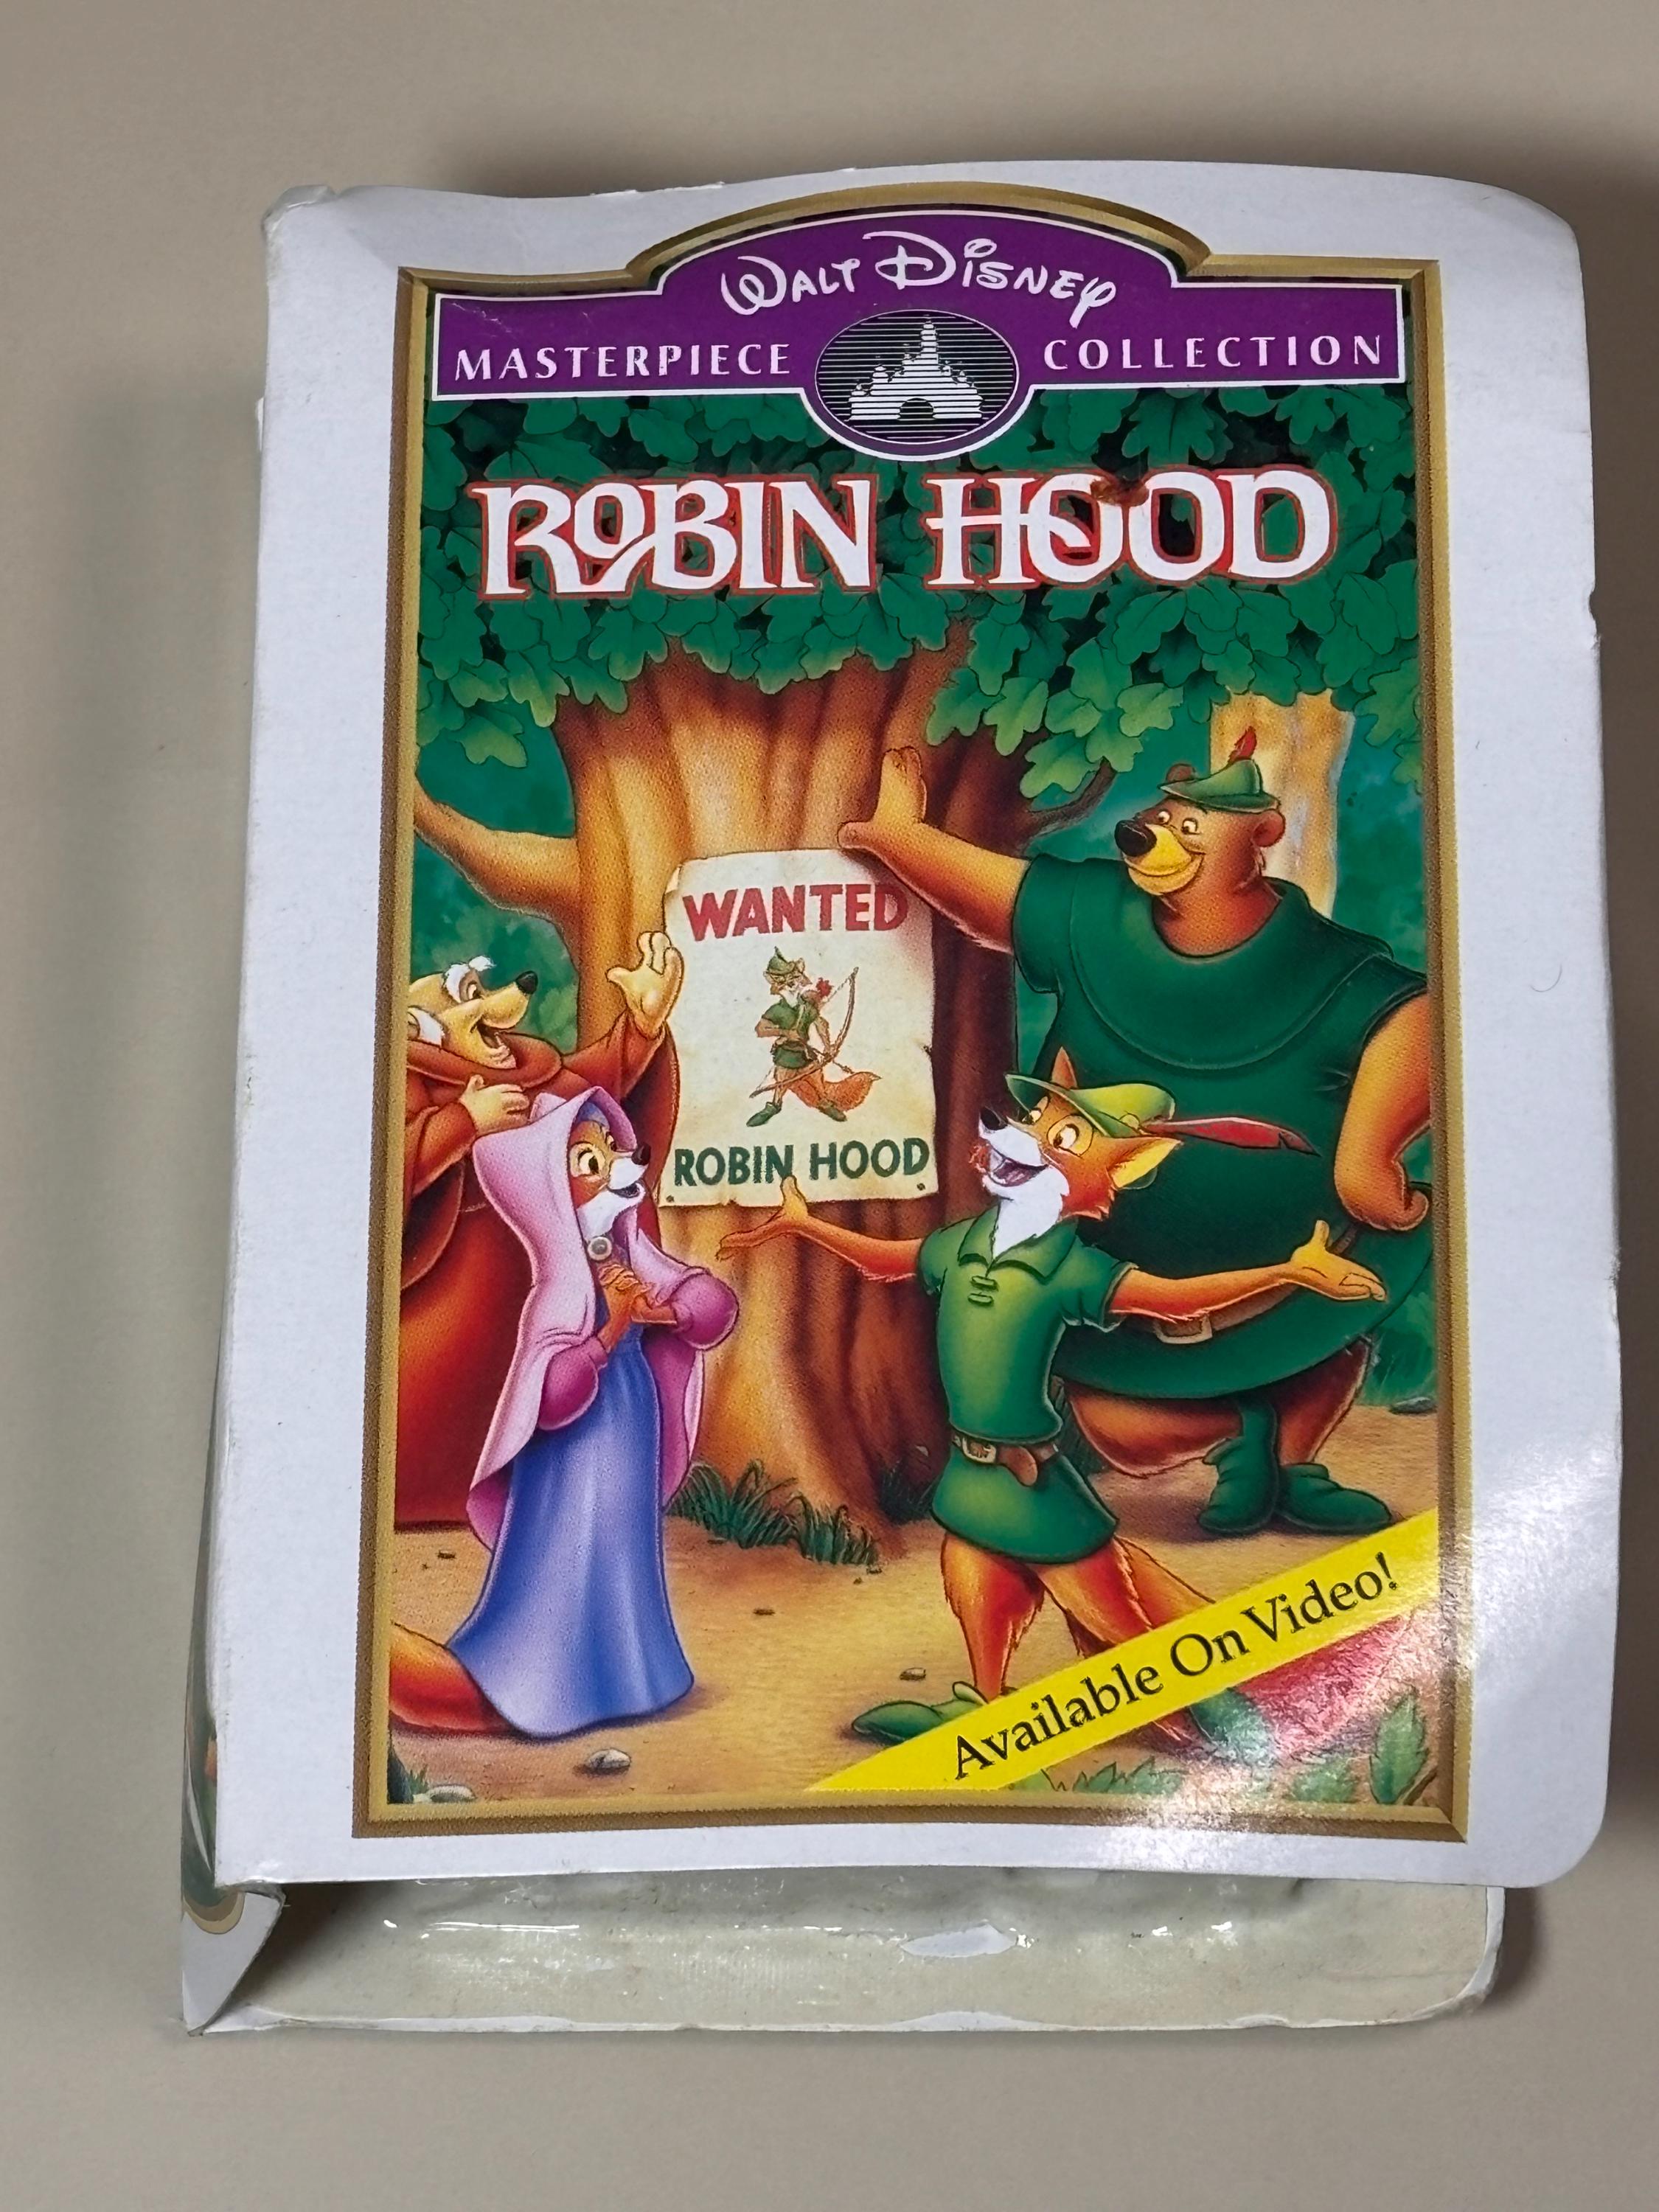 WALT DISNEY
MASTERPIECE COLLECTION
ROBIN HOOD
WANTED
ROBIN HOOD
Available On Video!